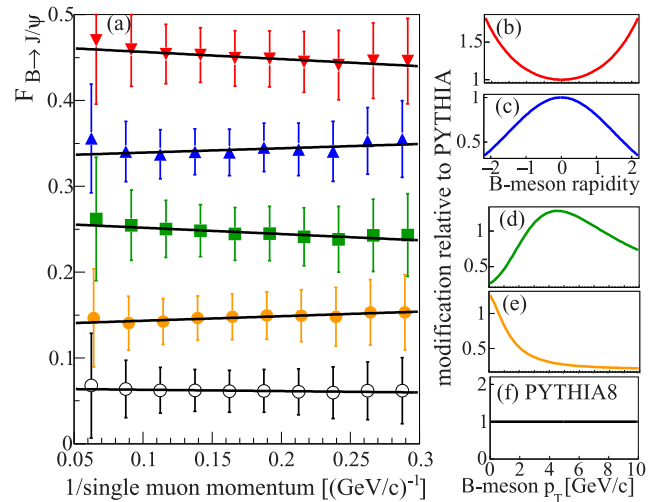 (a)
F B→ J/ψ
0.5
0.4
0.3
0.2
0.1
0
0.05 0.1 0.15 0.2 0.25 0.3
1/single muon momentum [(GeV/c)⁻¹]
modification relative to PYTHIA
(b)
1.5
1
(c)
1
0.5
−2 −1 0 1 2
B-meson rapidity
(d)
1
0.5
(e)
1
0.5
(f) PYTHIA8
2
1
0
0 2 4 6 8 10
B-meson p_T [GeV/c]